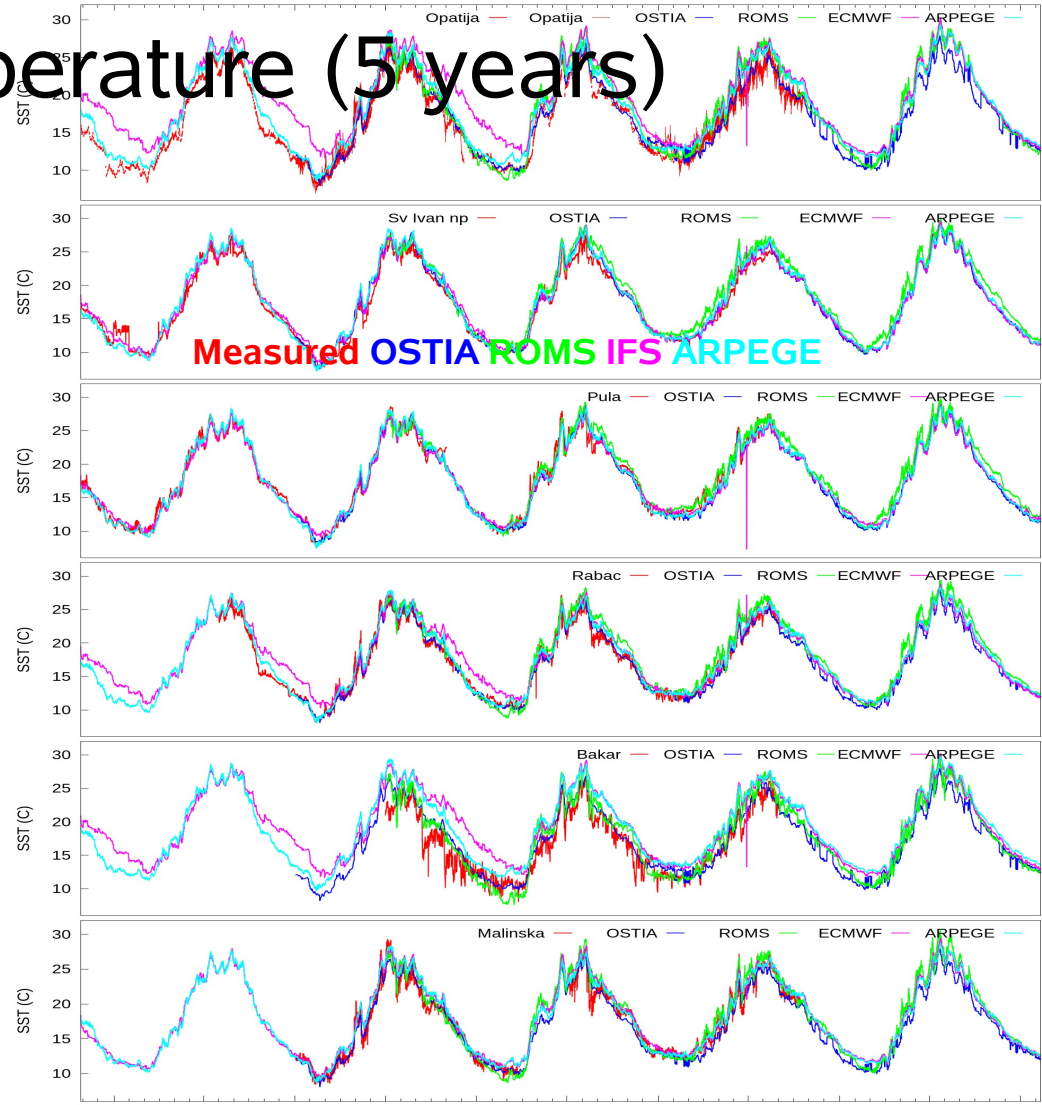 perature (5 years)
Opatija Opatija OSTIA ROMS ECMWF ARPEGE
30
25
20
15
10
SST (C)
Sv Ivan np OSTIA ROMS ECMWF ARPEGE
30
25
20
15
10
SST (C)
Measured OSTIA ROMS IFS ARPEGE
Pula OSTIA ROMS ECMWF ARPEGE
30
25
20
15
10
SST (C)
Rabac OSTIA ROMS ECMWF ARPEGE
30
25
20
15
10
SST (C)
Bakar OSTIA ROMS ECMWF ARPEGE
30
25
20
15
10
SST (C)
Malinska OSTIA ROMS ECMWF ARPEGE
30
25
20
15
10
SST (C)